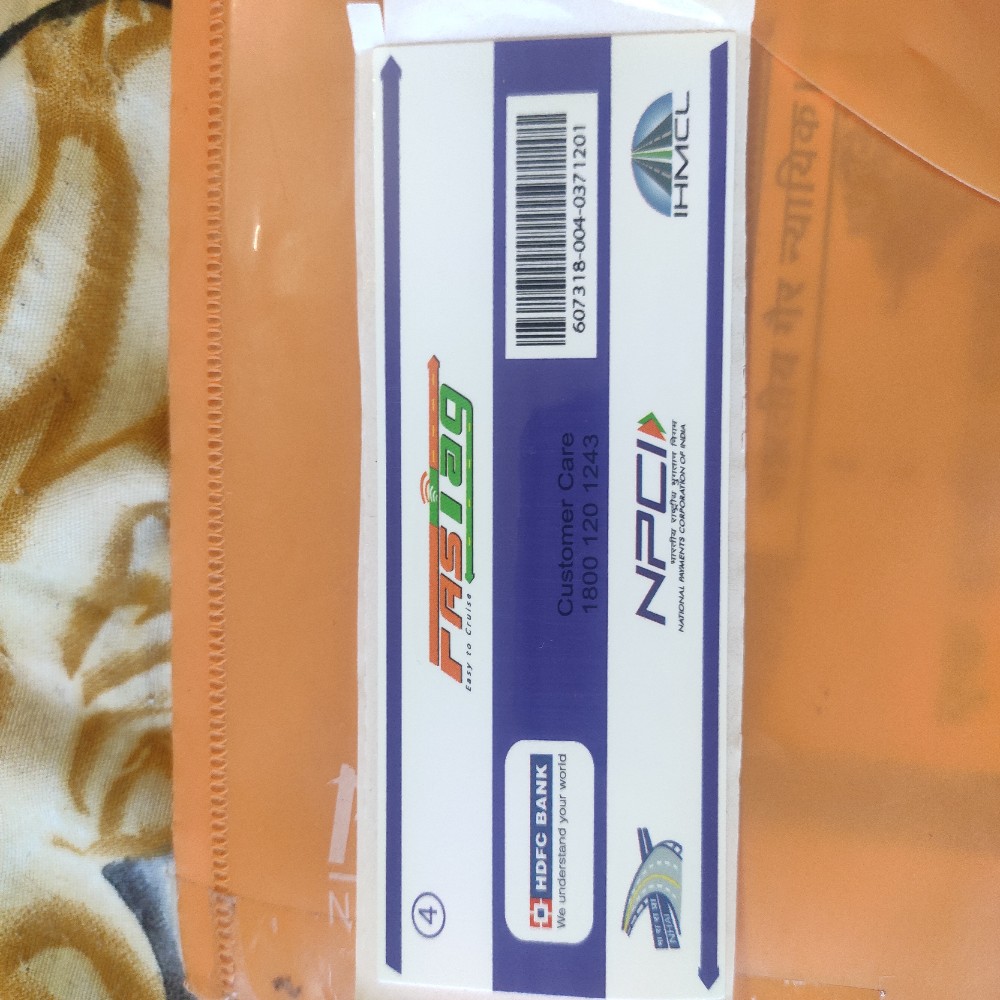 ④
FASTag
Easy to Cruise
HDFC BANK
We understand your world
Customer Care
1800 120 1243
607318-004-0371201
भा रा रा प्रा
NHAI
NPCI
भारतीय राष्ट्रीय भुगतान निगम
NATIONAL PAYMENTS CORPORATION OF INDIA
IHMCL
गैर न्यायिक